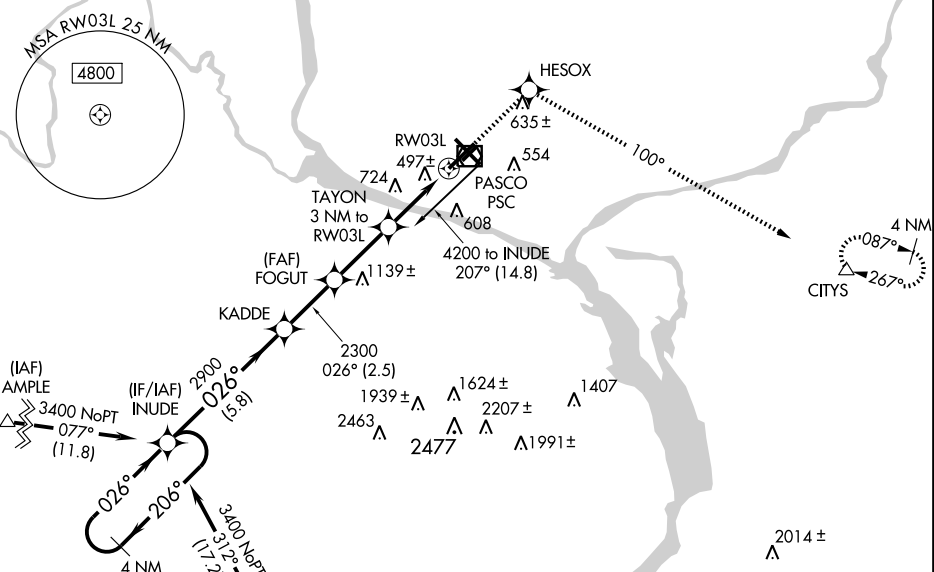 MSA RW03L 25 NM
4800
HESOX
635±
RW03L
497±
554
724
PASCO
PSC
100°
TAYON
3 NM to
RW03L
608
4200 to INUDE
207° (14.8)
4 NM
087°
267°
CITYS
(FAF)
FOGUT
1139±
KADDE
2300
026° (2.5)
2900
026°
(5.8)
(IAF)
AMPLE
3400 NoPT
077°
(11.8)
(IF/IAF)
INUDE
1939±
1624±
1407
2463
2477
2207±
1991±
026°
206°
4 NM
3400 NoPT
312°
(17.2
2014±